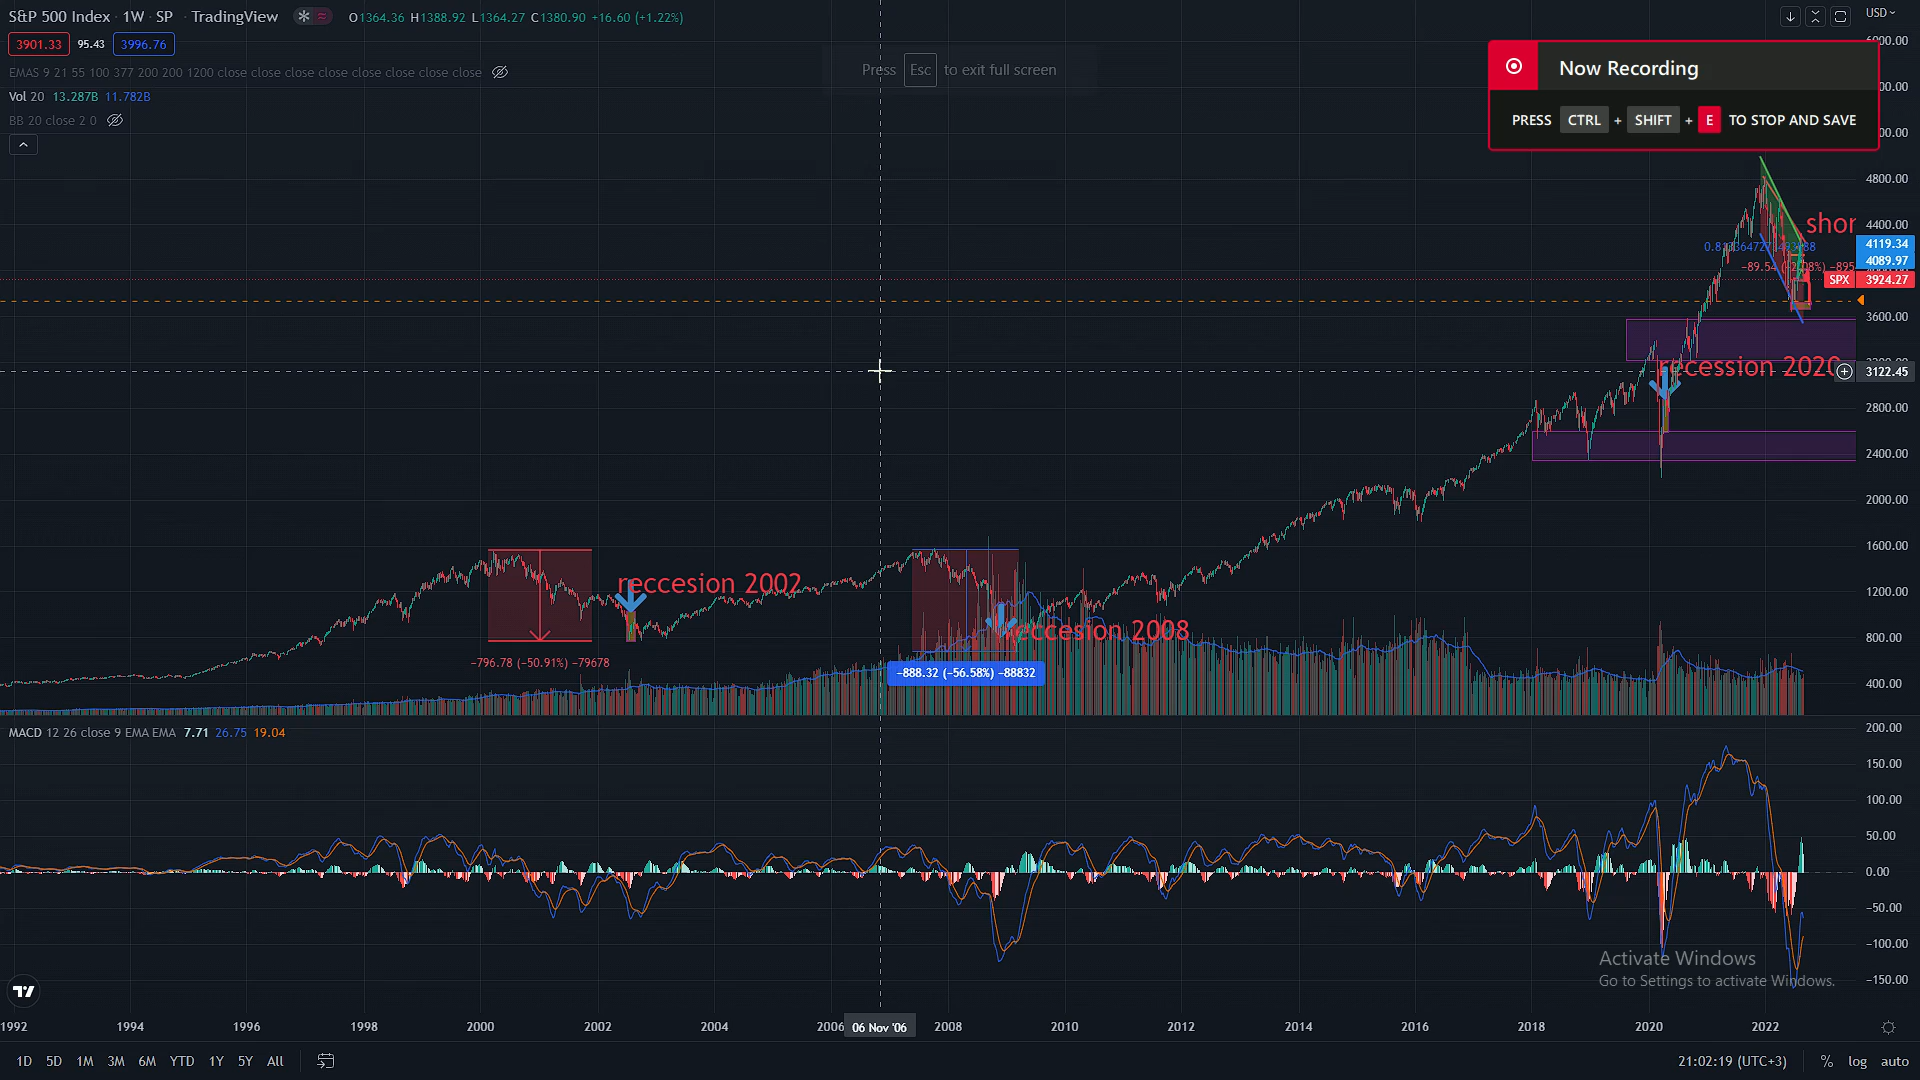 S&P 500 Index · 1W · SP · TradingView O1364.36 H1388.92 L1364.27 C1380.90 +16.60 (+1.22%)
USD
3901.33 95.43 3996.76
EMAS 9 21 55 100 377 200 200 1200 close close close close close close close close
Vol 20 13.287B 11.782B
BB 20 close 2 0
Press Esc to exit full screen
Now Recording
PRESS CTRL + SHIFT + E TO STOP AND SAVE
4800.00
4400.00
4119.34
4089.97
SPX 3924.27
3600.00
3122.45
2800.00
2400.00
2000.00
1600.00
1200.00
800.00
400.00
shor
recession 2020
reccesion 2002
−796.78 (−50.91%) −79678
reccesion 2008
−888.32 (−56.58%) −88832
MACD 12 26 close 9 EMA EMA 7.71 26.75 19.04
200.00
150.00
100.00
50.00
0.00
−50.00
−100.00
−150.00
Activate Windows
Go to Settings to activate Windows.
1992 1994 1996 1998 2000 2002 2004 2006 06 Nov '06 2008 2010 2012 2014 2016 2018 2020 2022
1D 5D 1M 3M 6M YTD 1Y 5Y All
21:02:19 (UTC+3) % log auto